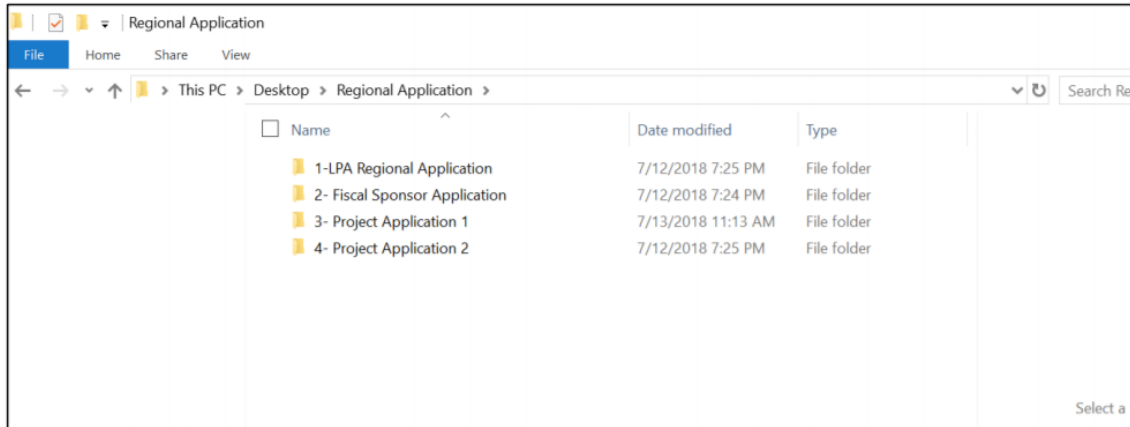 Regional Application
File Home Share View
This PC > Desktop > Regional Application > Search Re
Name Date modified Type
1-LPA Regional Application 7/12/2018 7:25 PM File folder
2- Fiscal Sponsor Application 7/12/2018 7:24 PM File folder
3- Project Application 1 7/13/2018 11:13 AM File folder
4- Project Application 2 7/12/2018 7:25 PM File folder
Select a